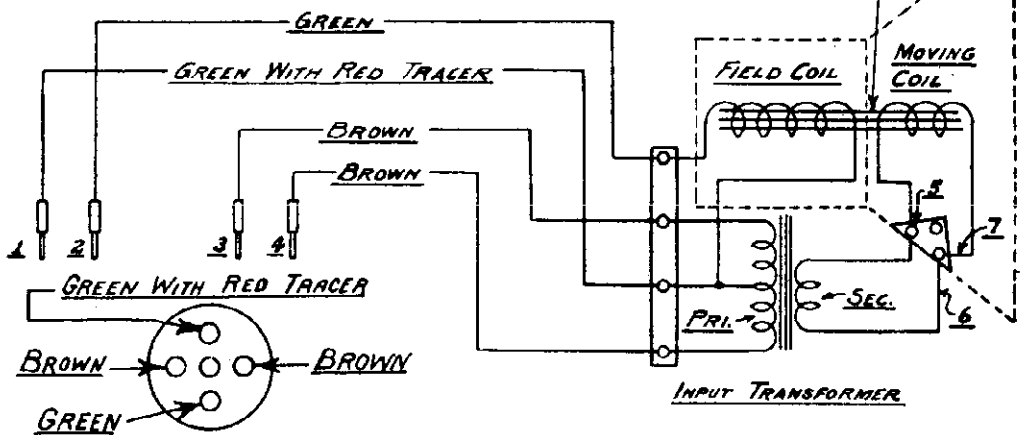 GREEN
GREEN WITH RED TRACER
BROWN
BROWN
1
2
3
4
GREEN WITH RED TRACER
BROWN
BROWN
GREEN
FIELD COIL
MOVING
COIL
5
7
6
PRI.
SEC.
INPUT TRANSFORMER